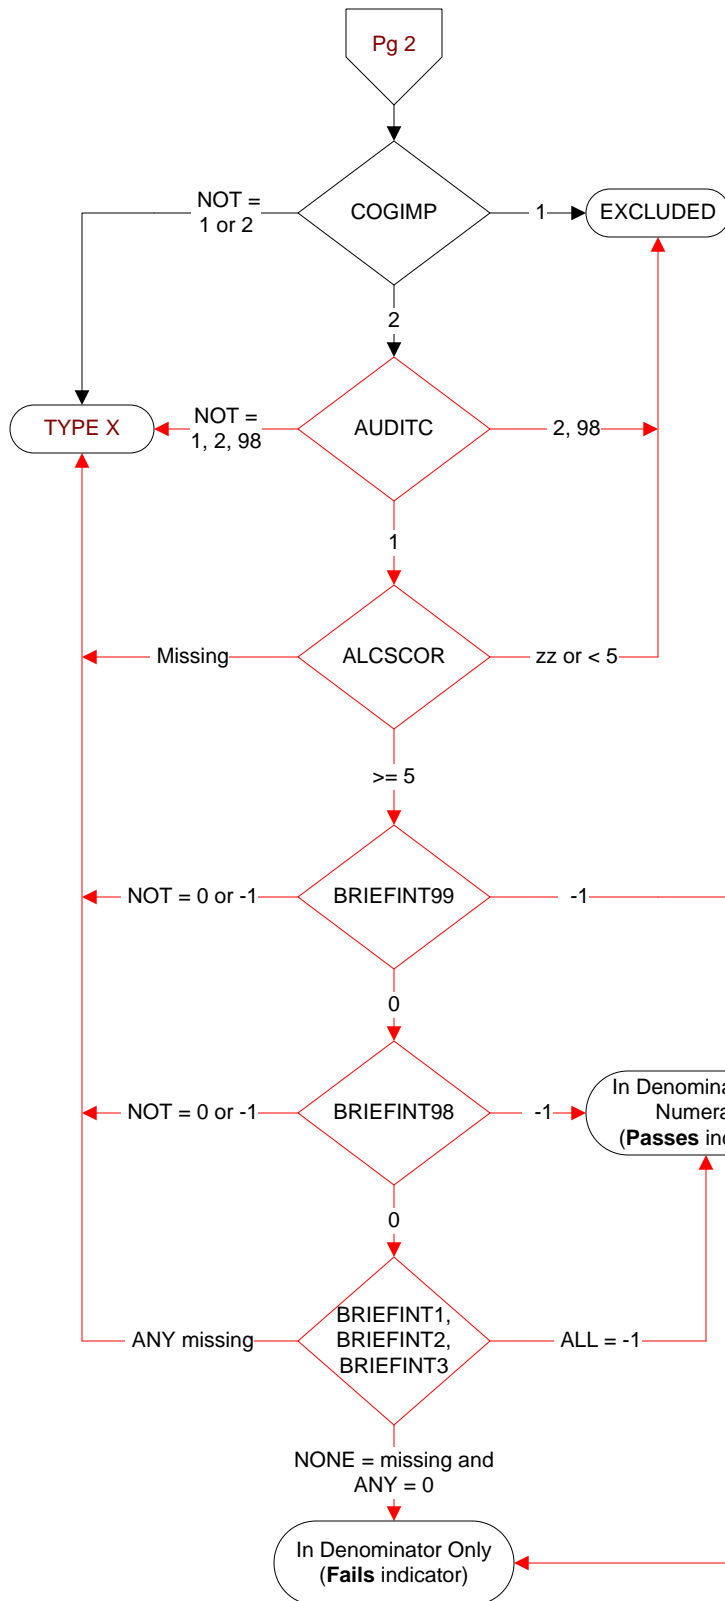 Pg 2
NOT =
1 or 2
COGIMP
1
EXCLUDED
2
TYPE X
NOT =
1, 2, 98
AUDITC
2, 98
1
Missing
ALCSCOR
zz or < 5
>= 5
NOT = 0 or -1
BRIEFINT99
-1
0
NOT = 0 or -1
BRIEFINT98
-1
In Denomina
Numera
(Passes ind
0
ANY missing
BRIEFINT1,
BRIEFINT2,
BRIEFINT3
ALL = -1
NONE = missing and
ANY = 0
In Denominator Only
(Fails indicator)